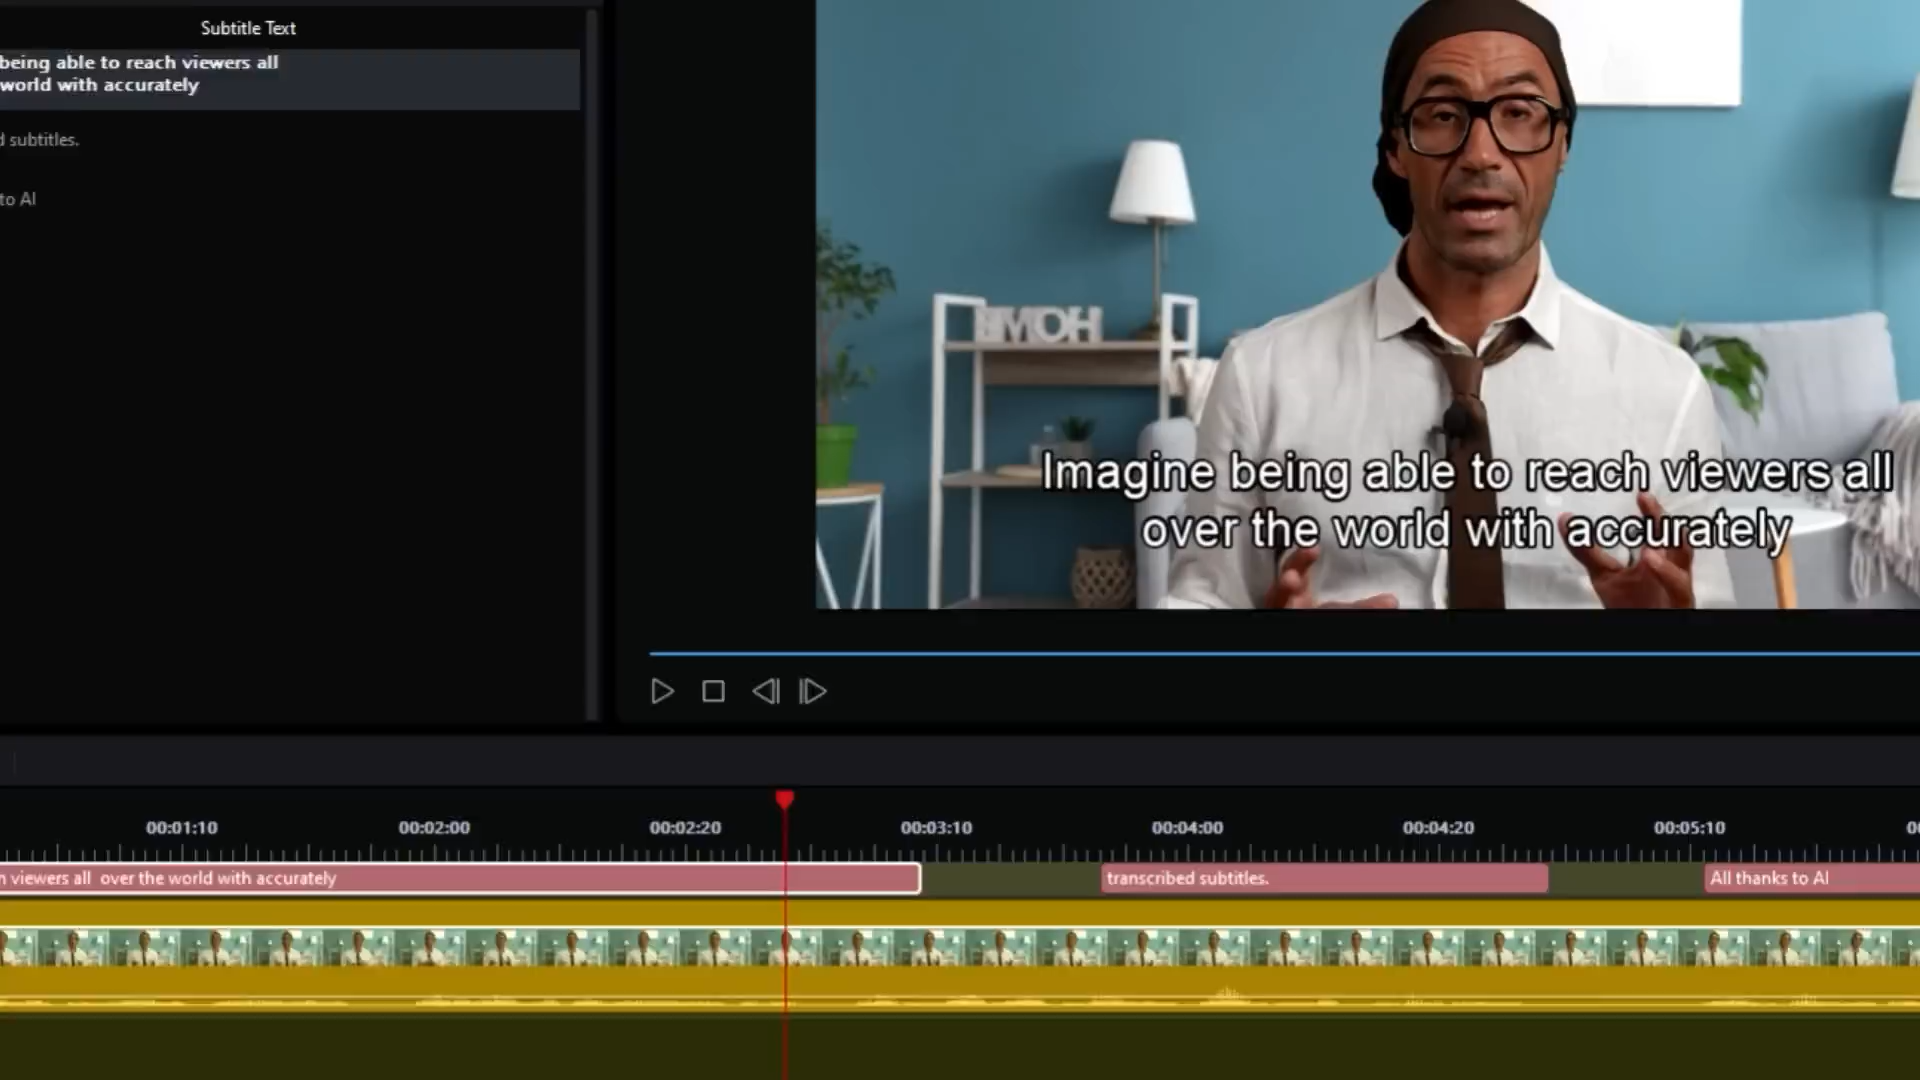 Subtitle Text
being able to reach viewers all
world with accurately
d subtitles.
to AI
HOME
Imagine being able to reach viewers all
over the world with accurately
00:01:10 00:02:00 00:02:20 00:03:10 00:04:00 00:04:20 00:05:10
viewers all over the world with accurately transcribed subtitles. All thanks to AI